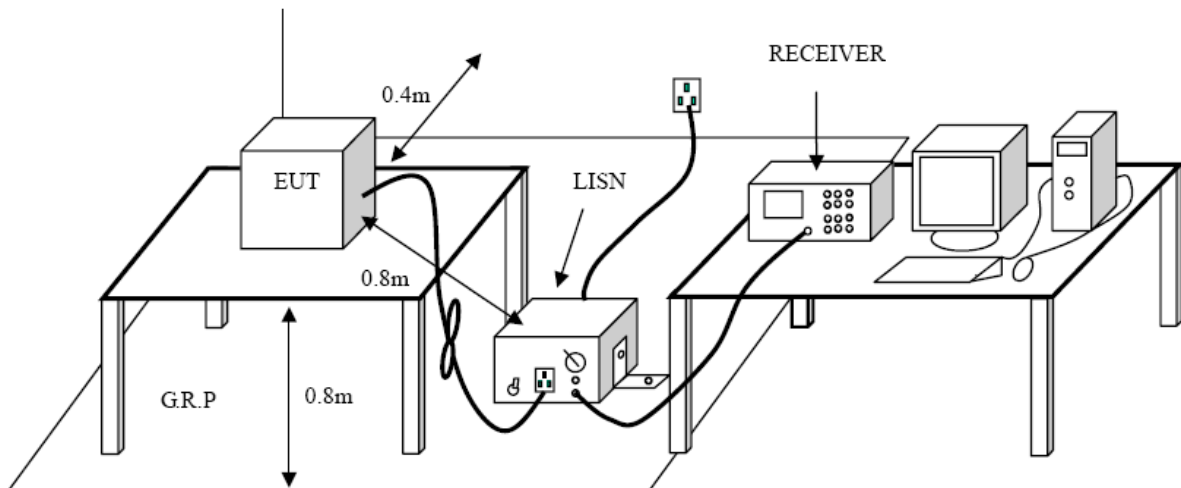 RECEIVER
0.4m
EUT
LISN
0.8m
G.R.P
0.8m